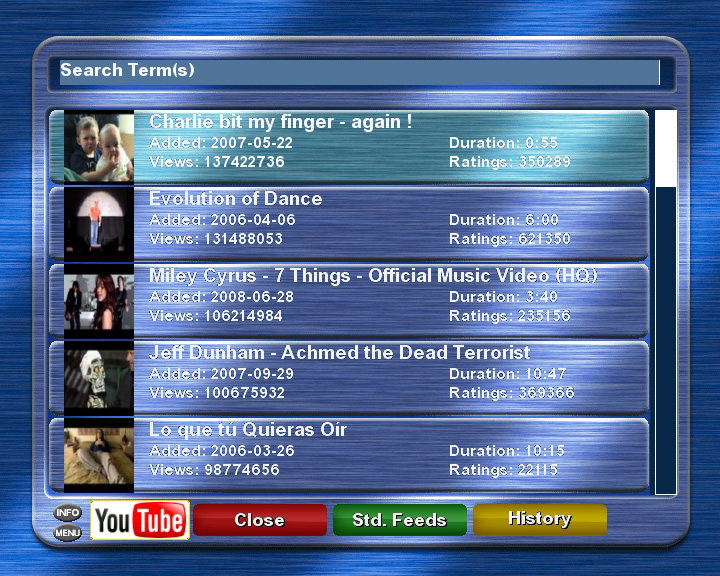 Search Term(s)
Charlie bit my finger - again !
Added: 2007-05-22 Duration: 0:55
Views: 137422736 Ratings: 350289
Evolution of Dance
Added: 2006-04-06 Duration: 6:00
Views: 131488053 Ratings: 621350
Miley Cyrus - 7 Things - Official Music Video (HQ)
Added: 2008-06-28 Duration: 3:40
Views: 106214984 Ratings: 235156
Jeff Dunham - Achmed the Dead Terrorist
Added: 2007-09-29 Duration: 10:47
Views: 100675932 Ratings: 369366
Lo que tú Quieras Oír
Added: 2006-03-26 Duration: 10:15
Views: 98774656 Ratings: 22115
INFO
MENU
YouTube Close Std. Feeds History